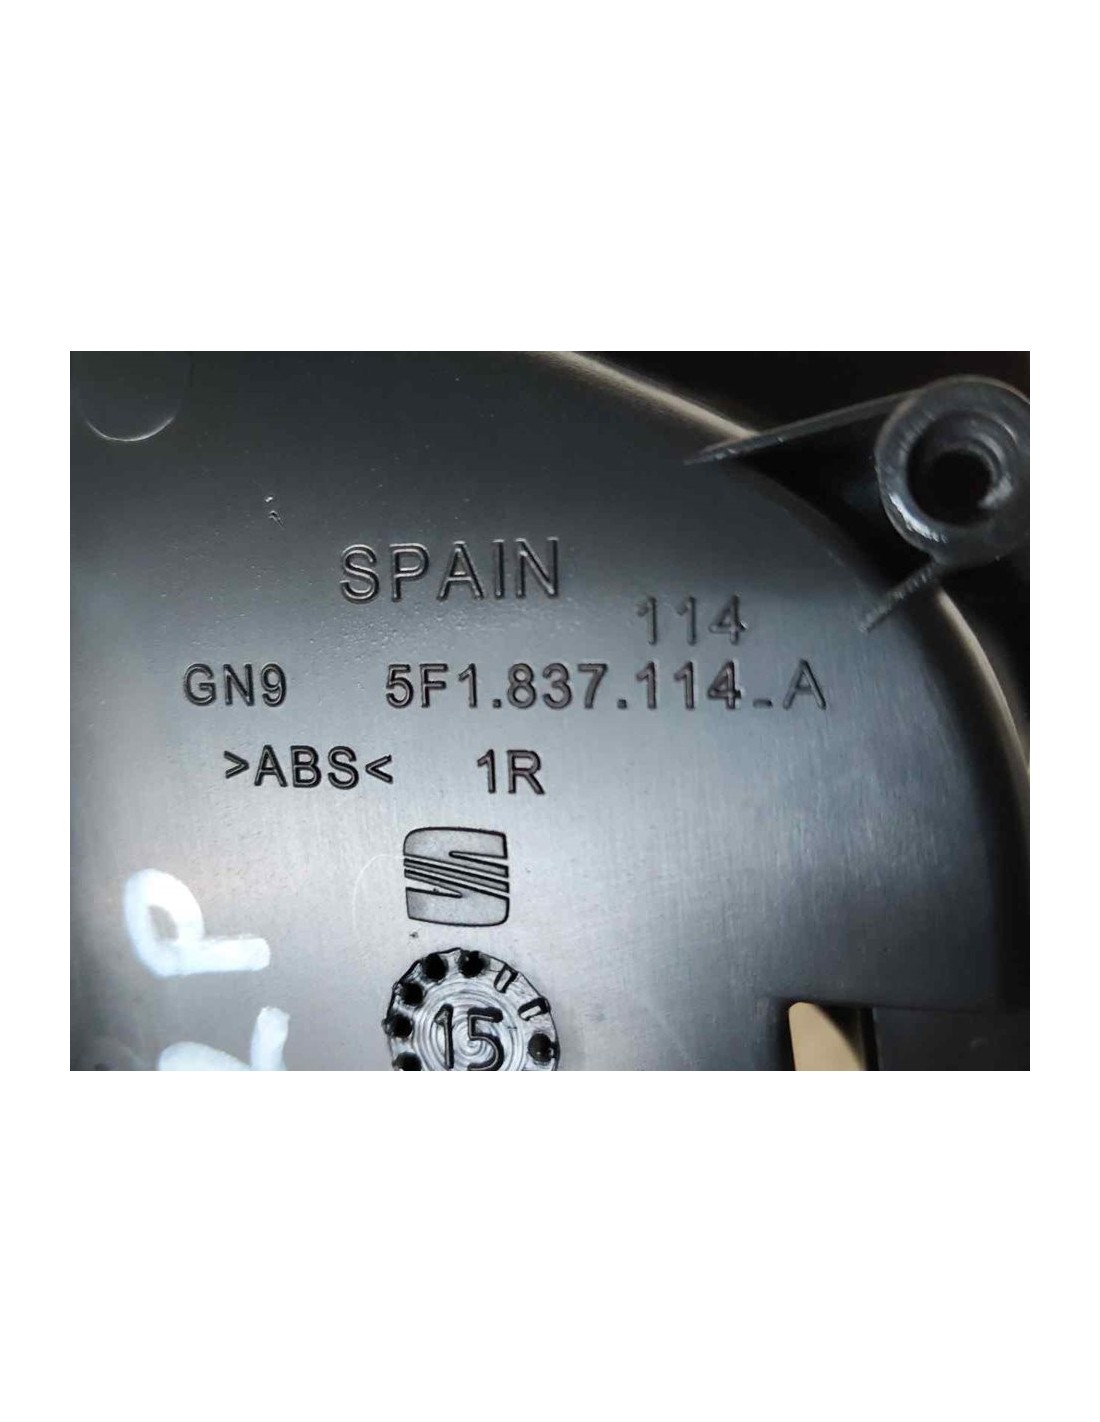 SPAIN
114
GN9 5F1.837.114_A
>ABS< 1R
15